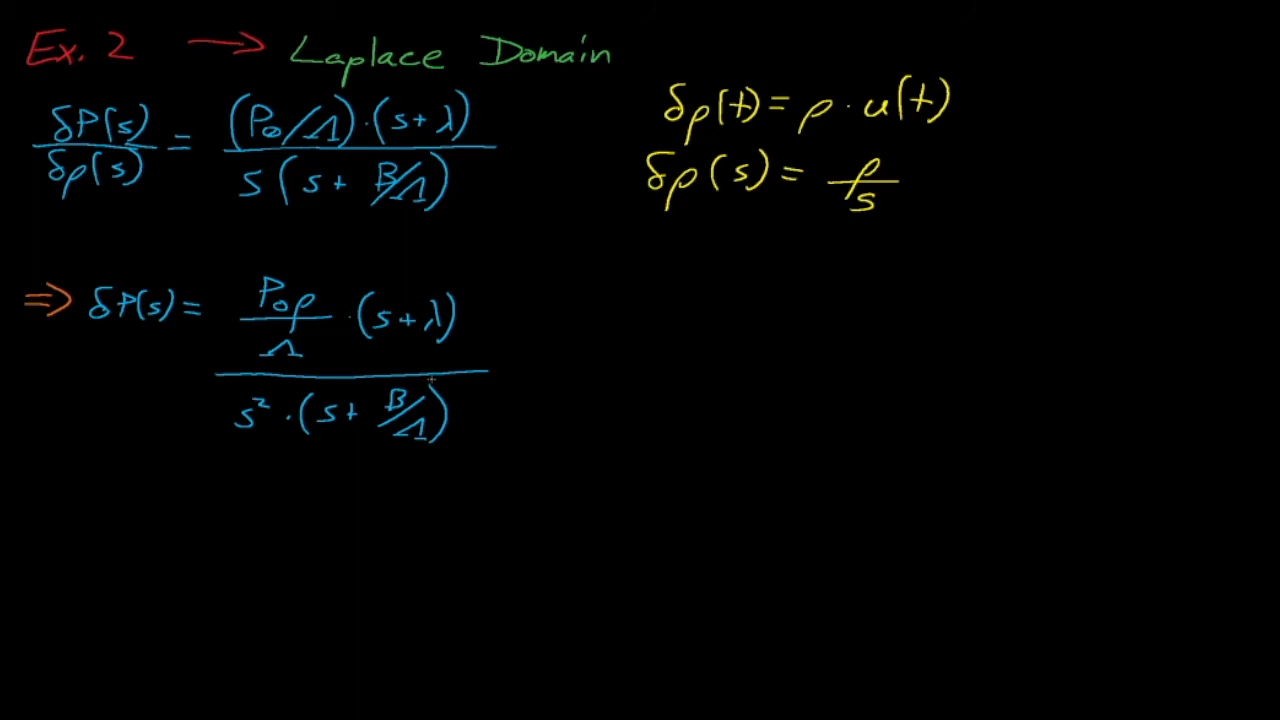 Ex. 2 → Laplace Domain
δP(s)/δρ(s) = (P₀/Λ)·(s+λ) / s(s+β/Λ)
δρ(t) = ρ · u(t)
δρ(s) = ρ/s
⇒ δP(s) = P₀ρ/Λ · (s+λ) / s² · (s+β/Λ)